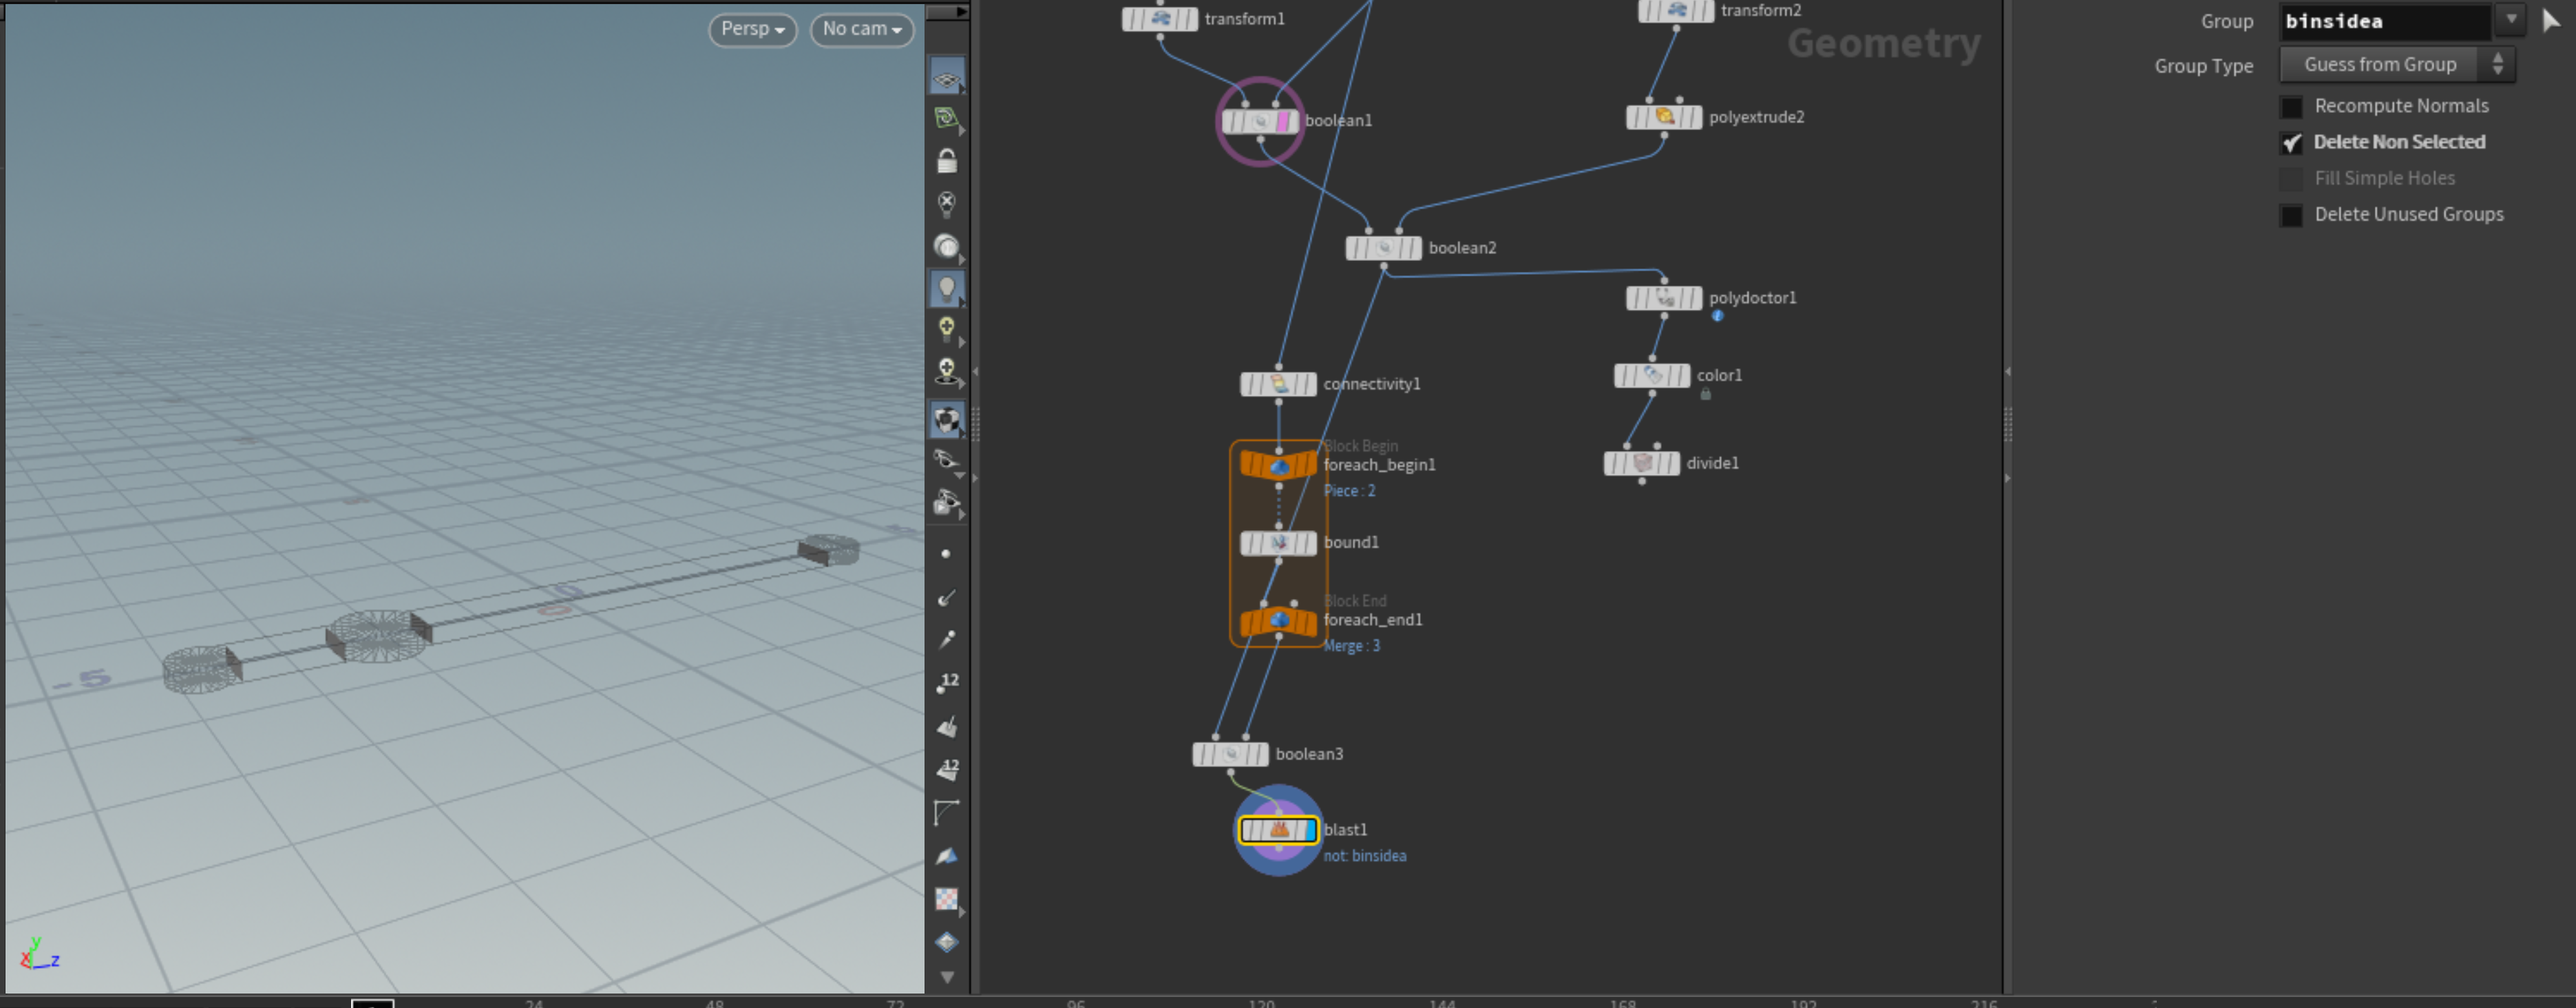 Persp
No cam
-5
0
0
12
12
y
x
z
24
48
72
transform1
transform2
Geometry
boolean1
polyextrude2
boolean2
polydoctor1
color1
connectivity1
Block Begin
foreach_begin1
Piece : 2
divide1
bound1
Block End
foreach_end1
Merge : 3
boolean3
blast1
not: binsidea
96
120
144
168
192
216
Group
binsidea
Group Type
Guess from Group
Recompute Normals
Delete Non Selected
Fill Simple Holes
Delete Unused Groups